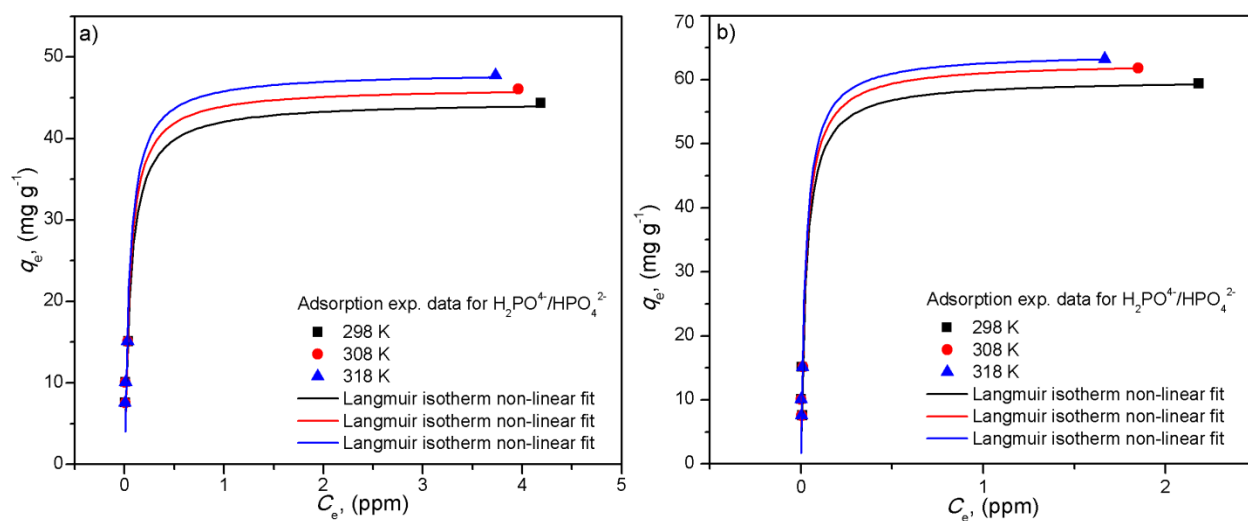 a)
50
40
30
20
10
0
qe, (mg g-1)
Adsorption exp. data for H2PO4-/HPO42-
298 K
308 K
318 K
Langmuir isotherm non-linear fit
Langmuir isotherm non-linear fit
Langmuir isotherm non-linear fit
0 1 2 3 4 5
Ce, (ppm)
b)
70
60
50
40
30
20
10
0
qe, (mg g-1)
Adsorption exp. data for H2PO4-/HPO42-
298 K
308 K
318 K
Langmuir isotherm non-linear fit
Langmuir isotherm non-linear fit
Langmuir isotherm non-linear fit
0 1 2
Ce, (ppm)